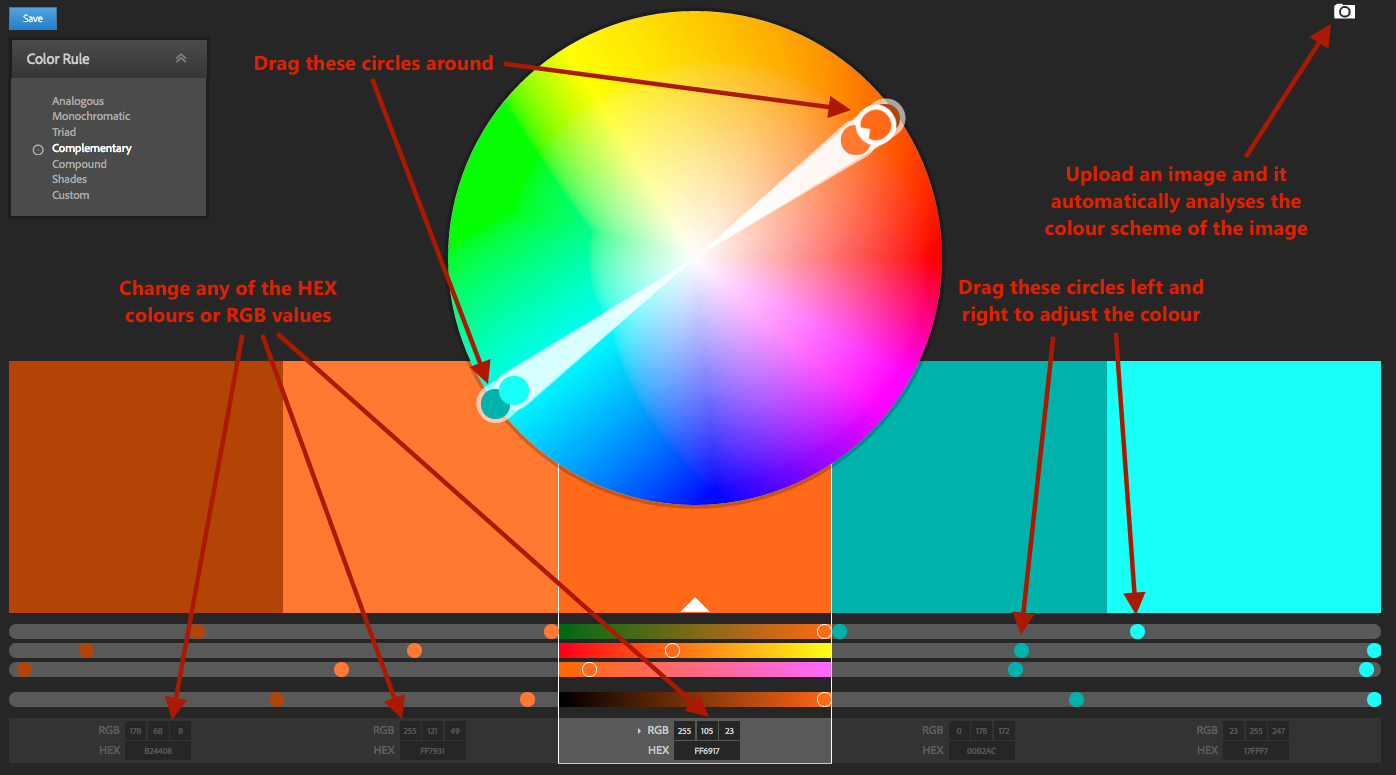 Save
Color Rule
Analogous
Monochromatic
Triad
Complementary
Compound
Shades
Custom
Drag these circles around
Upload an image and it
automatically analyses the
colour scheme of the image
Change any of the HEX
colours or RGB values
Drag these circles left and
right to adjust the colour
RGB 178 68 8
HEX B24408
RGB 255 121 49
HEX FF7931
RGB 255 105 23
HEX FF6917
RGB 0 178 172
HEX 00B2AC
RGB 23 255 247
HEX 17FFF7